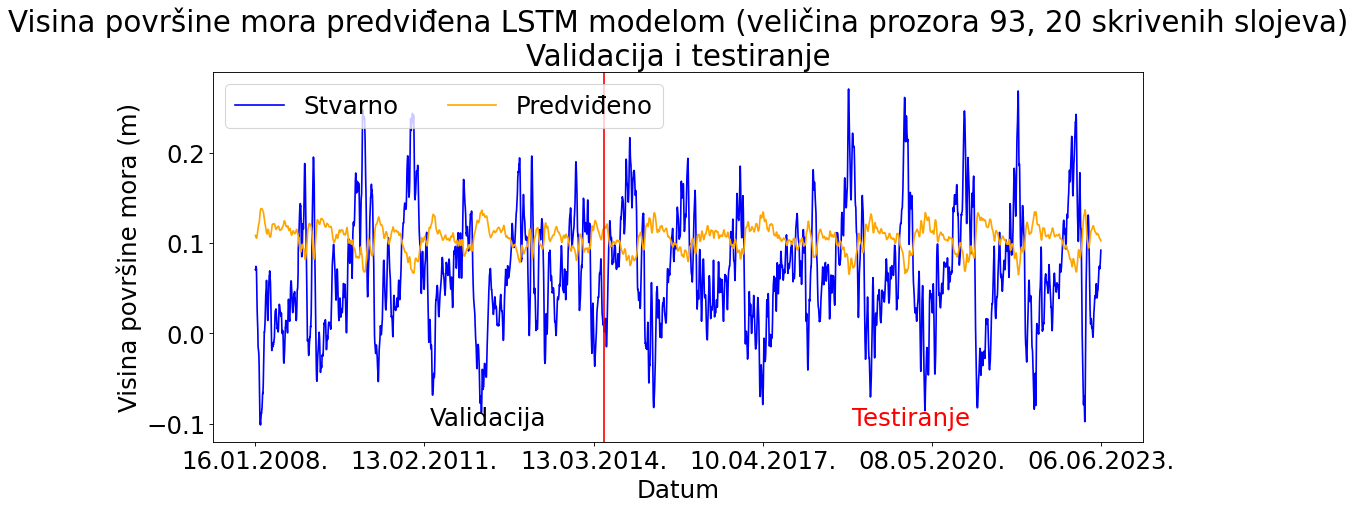 Visina površine mora predviđena LSTM modelom (veličina prozora 93, 20 skrivenih slojeva)
Validacija i testiranje
Stvarno
Predviđeno
Visina površine mora (m)
0.2
0.1
0.0
−0.1
Validacija
Testiranje
16.01.2008.
13.02.2011.
13.03.2014.
10.04.2017.
08.05.2020.
06.06.2023.
Datum